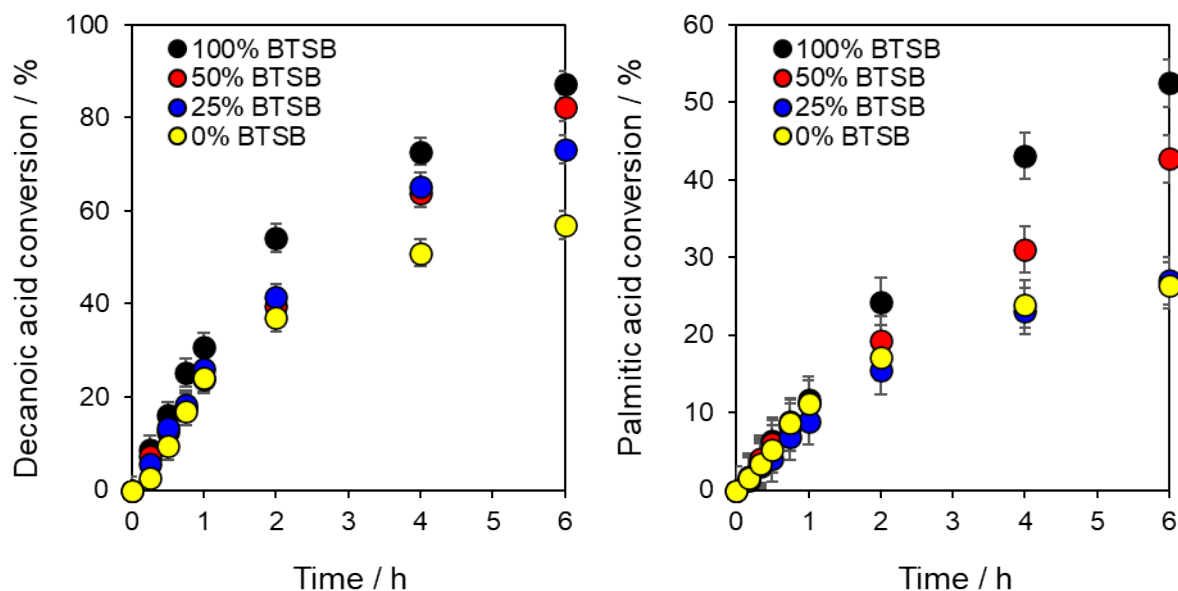 Decanoic acid conversion / %
100
80
60
40
20
0
100% BTSB
50% BTSB
25% BTSB
0% BTSB
0 1 2 3 4 5 6
Time / h
Palmitic acid conversion / %
60
50
40
30
20
10
0
100% BTSB
50% BTSB
25% BTSB
0% BTSB
0 1 2 3 4 5 6
Time / h